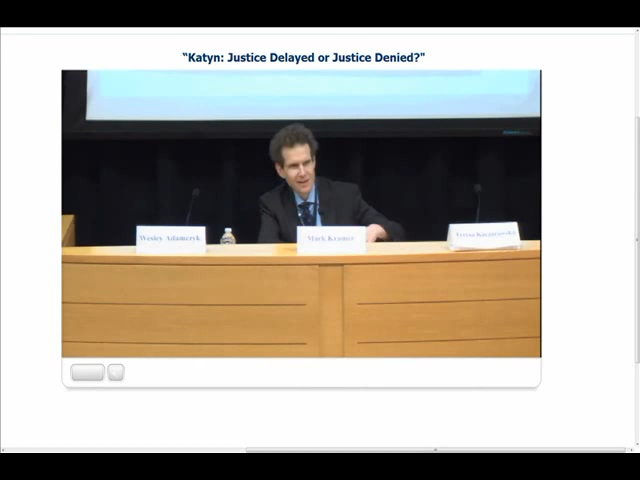 "Katyn: Justice Delayed or Justice Denied?"
Wesley Adamczyk
Mark Kramer